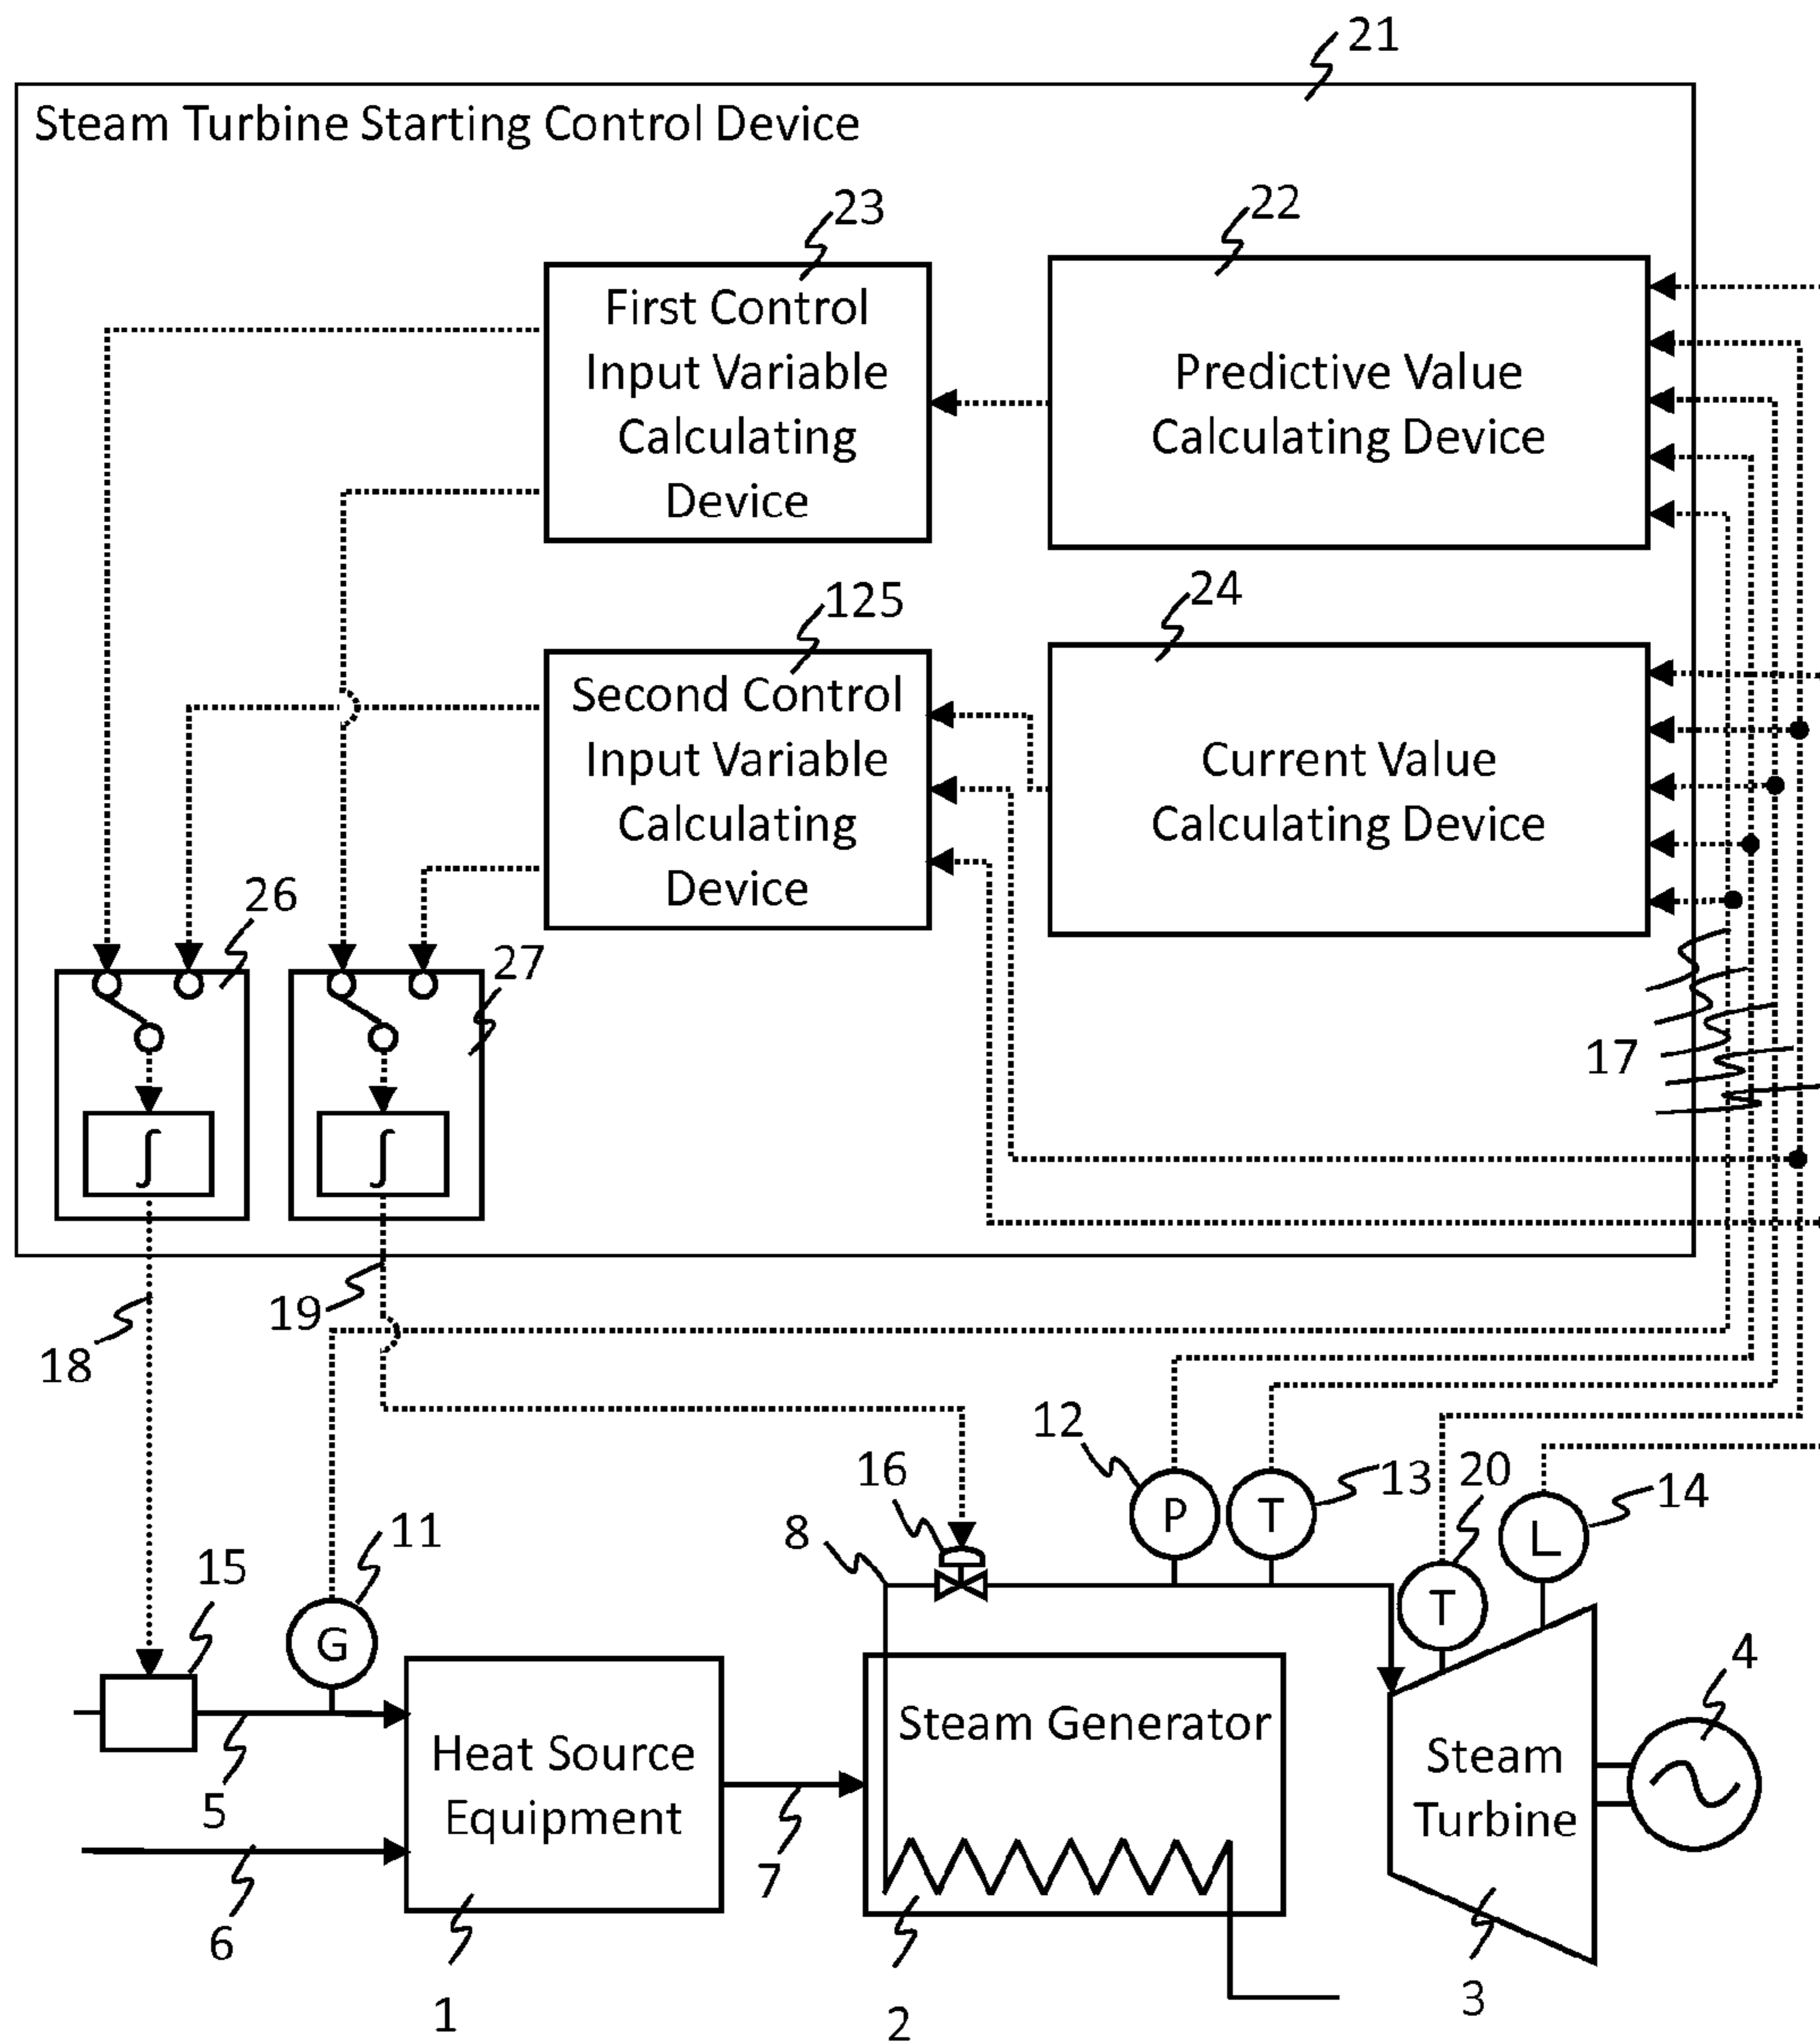 21
Steam Turbine Starting Control Device
23
22
First Control
Input Variable
Calculating
Device
Predictive Value
Calculating Device
125
24
Second Control
Input Variable
Calculating
Device
Current Value
Calculating Device
26
27
17
∫
∫
18
19
12
16
13
20
14
P
T
L
8
11
15
T
G
4
Heat Source
Equipment
Steam Generator
Steam
Turbine
5
7
6
1
2
3